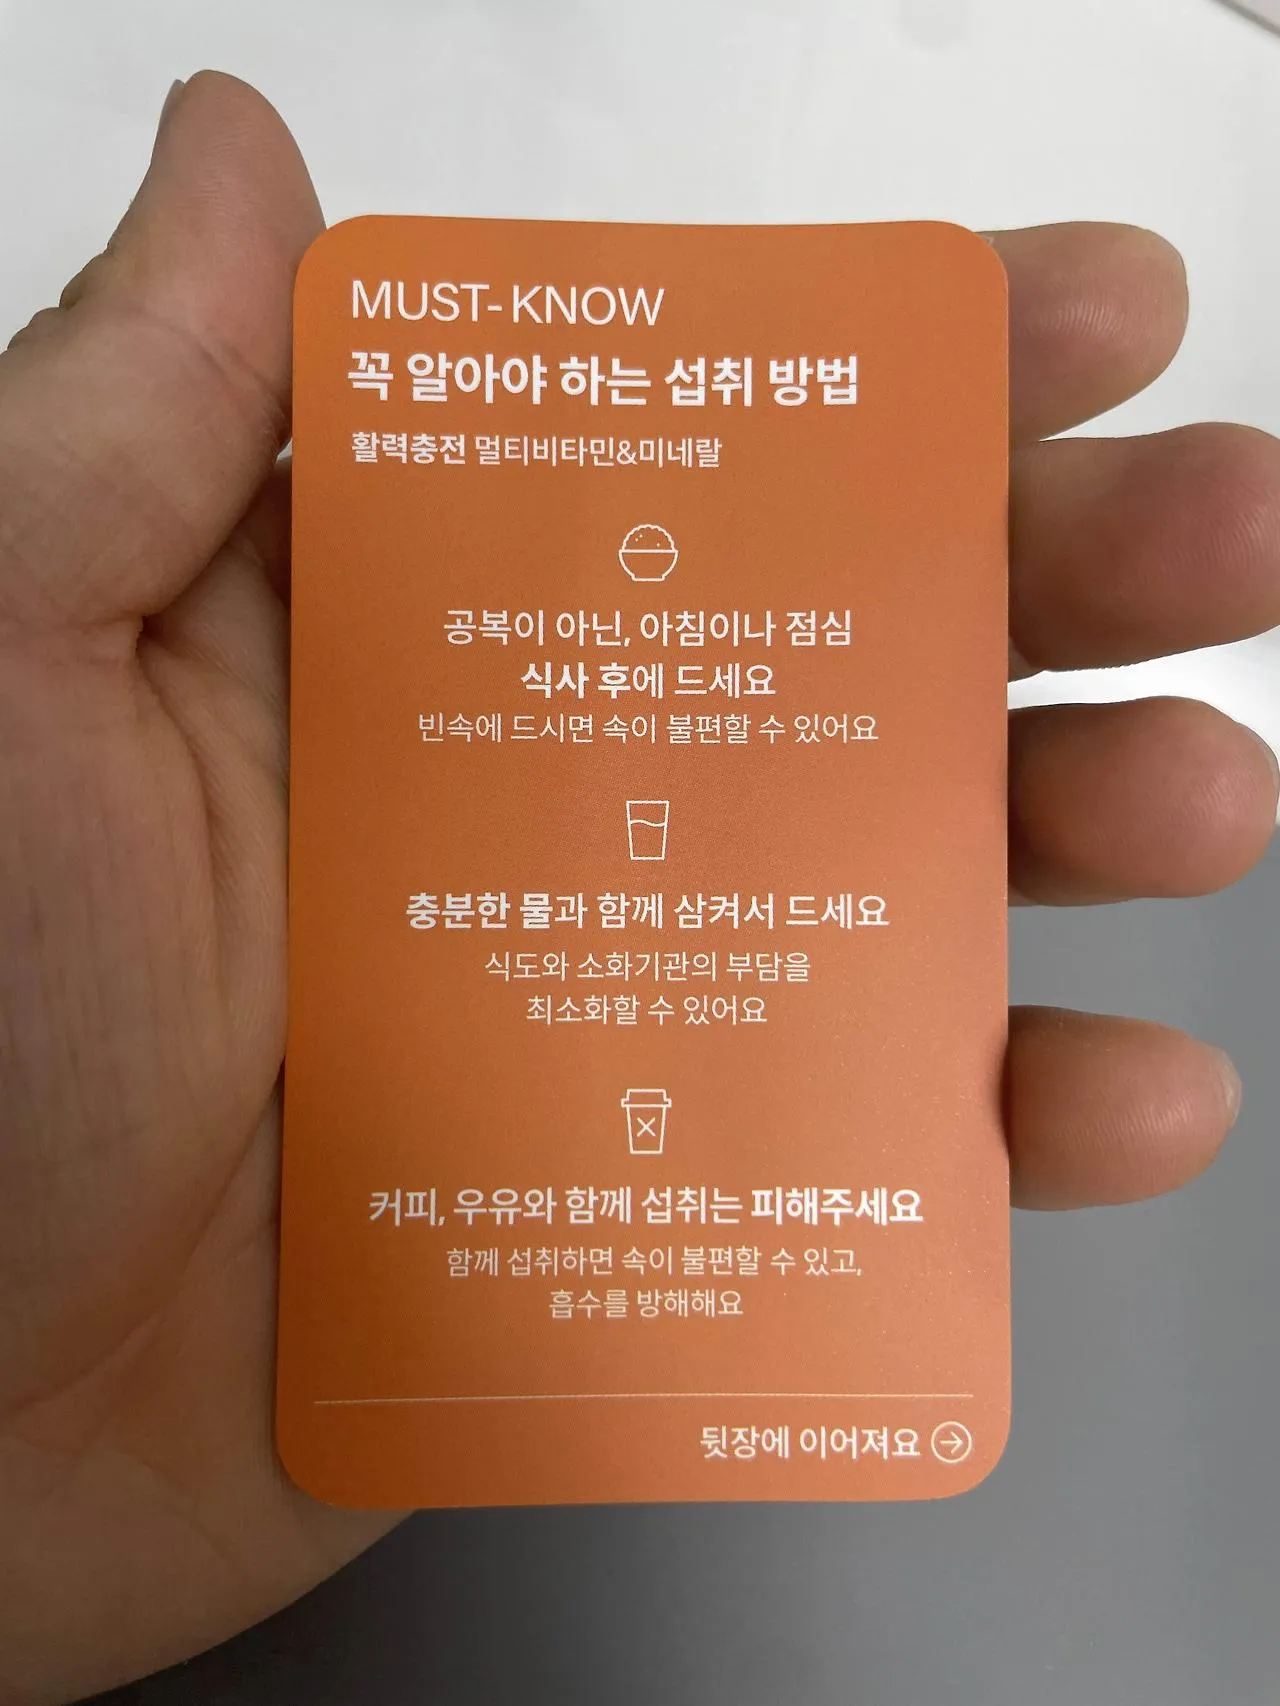 MUST-KNOW
꼭 알아야 하는 섭취 방법
활력충전 멀티비타민&미네랄
공복이 아닌, 아침이나 점심
식사 후에 드세요
빈속에 드시면 속이 불편할 수 있어요
충분한 물과 함께 삼켜서 드세요
식도와 소화기관의 부담을
최소화할 수 있어요
커피, 우유와 함께 섭취는 피해주세요
함께 섭취하면 속이 불편할 수 있고,
흡수를 방해해요
뒷장에 이어져요